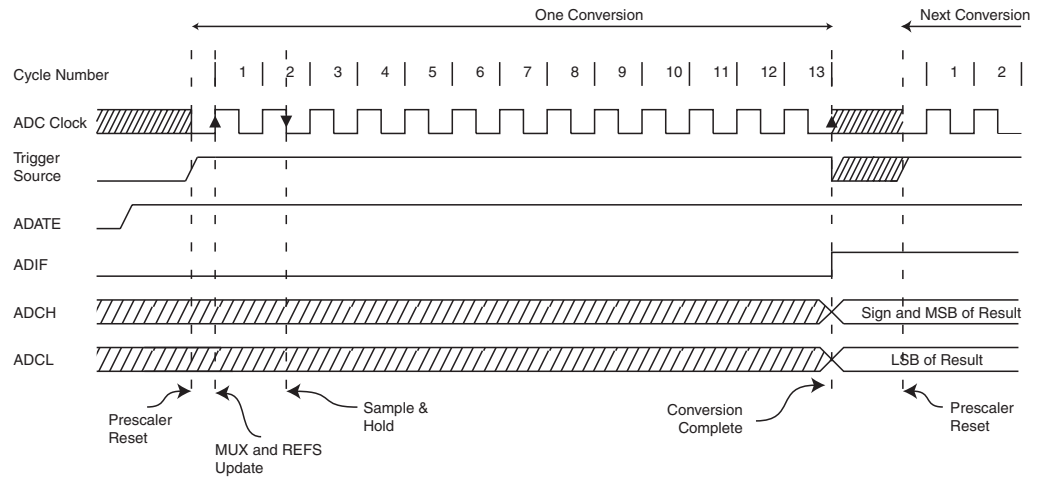 One Conversion
Next Conversion
Cycle Number
1 2 3 4 5 6 7 8 9 10 11 12 13 1 2
ADC Clock
Trigger
Source
ADATE
ADIF
ADCH
Sign and MSB of Result
ADCL
LSB of Result
Prescaler
Reset
MUX and REFS
Update
Sample &
Hold
Conversion
Complete
Prescaler
Reset